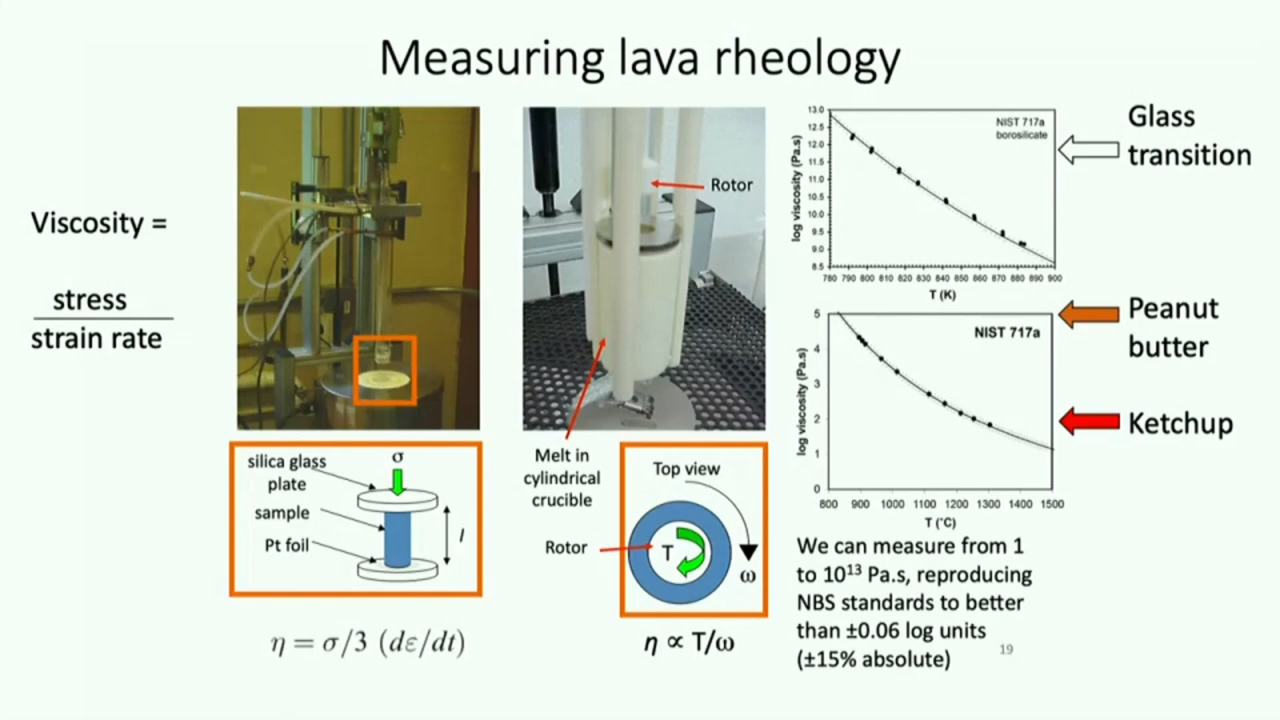 Measuring lava rheology
Viscosity =
stress
strain rate
Rotor
Melt in
cylindrical
crucible
silica glass
plate
σ
sample
Pt foil
l
η = σ/3 (dε/dt)
Top view
Rotor
T
ω
η ∝ T/ω
NIST 717a
borosilicate
log viscosity (Pa.s)
13.0
12.5
12.0
11.5
11.0
10.5
10.0
9.5
9.0
8.5
780 790 800 810 820 830 840 850 860 870 880 890 900
T (K)
NIST 717a
log viscosity (Pa.s)
5
4
3
2
1
0
800 900 1000 1100 1200 1300 1400 1500
T (°C)
Glass
transition
Peanut
butter
Ketchup
We can measure from 1
to 10¹³ Pa.s, reproducing
NBS standards to better
than ±0.06 log units
(±15% absolute)
19